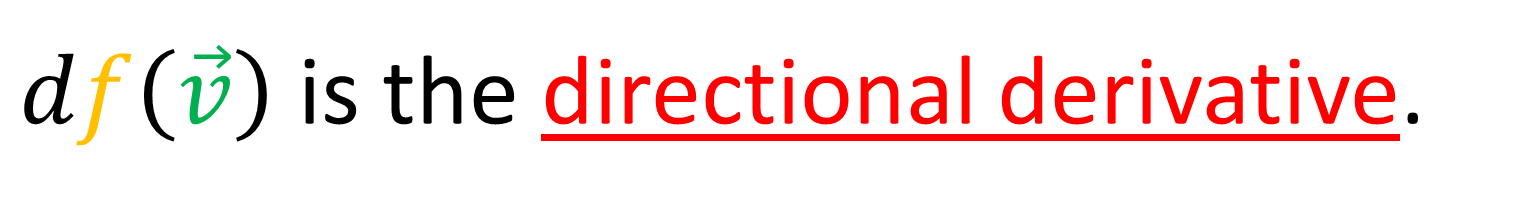 df(v⃗) is the directional derivative.